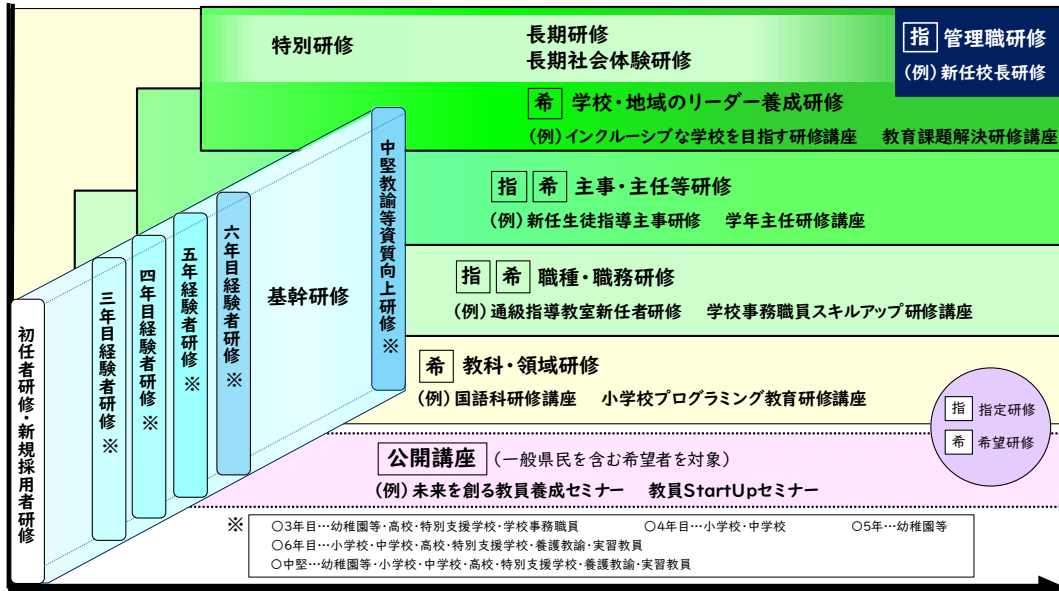 特別研修
長期研修
長期社会体験研修
指 管理職研修
(例)新任校長研修
希 学校・地域のリーダー養成研修
(例)インクルーシブな学校を目指す研修講座 教育課題解決研修講座
指 希 主事・主任等研修
(例)新任生徒指導主事研修 学年主任研修講座
指 希 職種・職務研修
(例)通級指導教室新任者研修 学校事務職員スキルアップ研修講座
希 教科・領域研修
(例)国語科研修講座 小学校プログラミング教育研修講座
公開講座 (一般県民を含む希望者を対象)
(例)未来を創る教員養成セミナー 教員StartUpセミナー
初任者研修・新規採用者研修
三年目経験者研修 ※
四年目経験者研修 ※
五年経験者研修 ※
六年目経験者研修 ※
基幹研修
中堅教諭等資質向上研修 ※
指 指定研修
希 希望研修
※
○3年目…幼稚園等・高校・特別支援学校・学校事務職員 ○4年目…小学校・中学校 ○5年…幼稚園等
○6年目…小学校・中学校・高校・特別支援学校・養護教諭・実習教員
○中堅…幼稚園等・小学校・中学校・高校・特別支援学校・養護教諭・実習教員